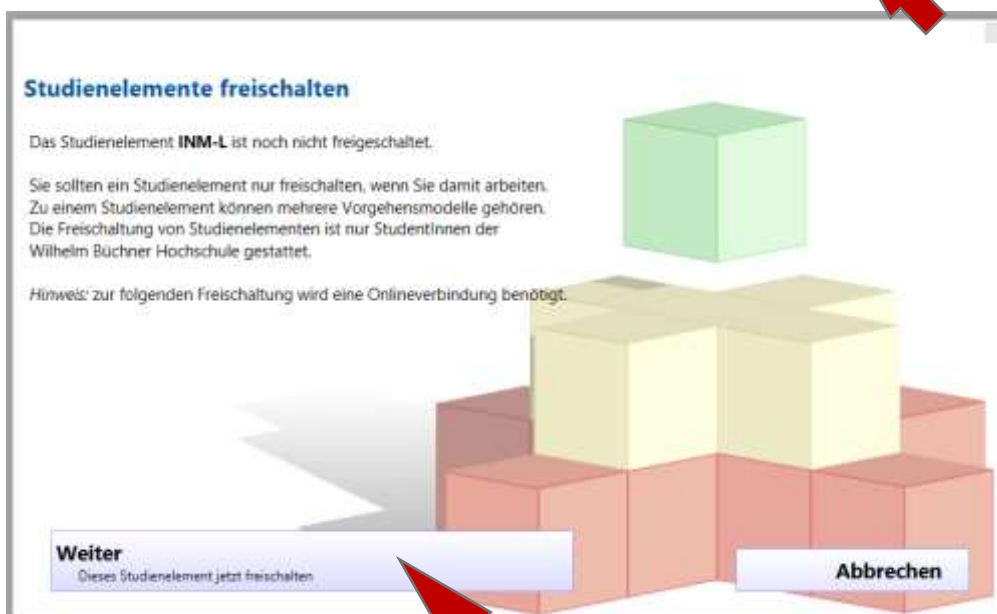 Studienelemente freischalten
Das Studienelement INM-L ist noch nicht freigeschaltet.
Sie sollten ein Studienelement nur freischalten, wenn Sie damit arbeiten.
Zu einem Studienelement können mehrere Vorgehensmodelle gehören.
Die Freischaltung von Studienelementen ist nur StudentInnen der
Wilhelm Büchner Hochschule gestattet.
Hinweis: zur folgenden Freischaltung wird eine Onlineverbindung benötigt.
Weiter
Dieses Studienelement jetzt freischalten
Abbrechen